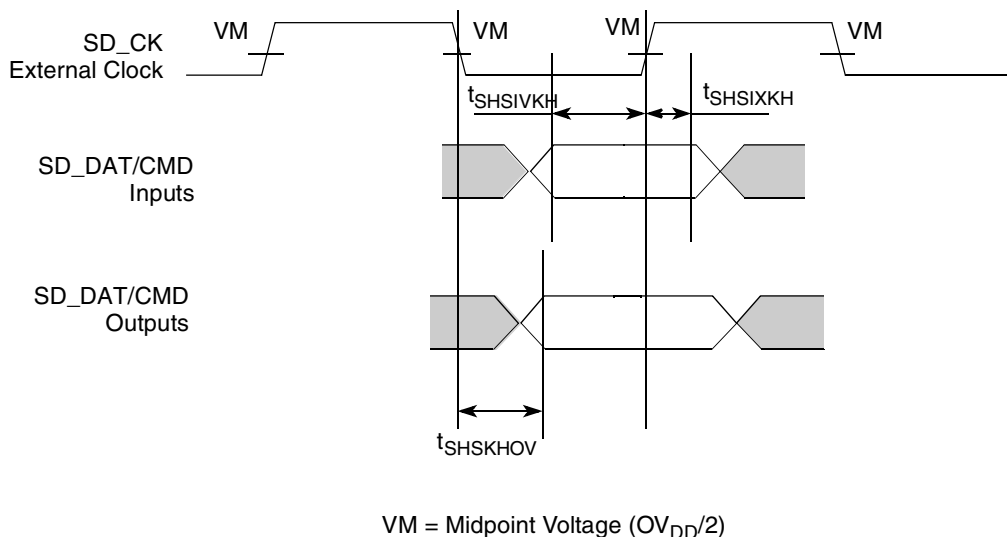 VM VM VM VM
SD_CK
External Clock
tSHSIVKH tSHSIXKH
SD_DAT/CMD
Inputs
SD_DAT/CMD
Outputs
tSHSKHOV
VM = Midpoint Voltage (OVDD/2)